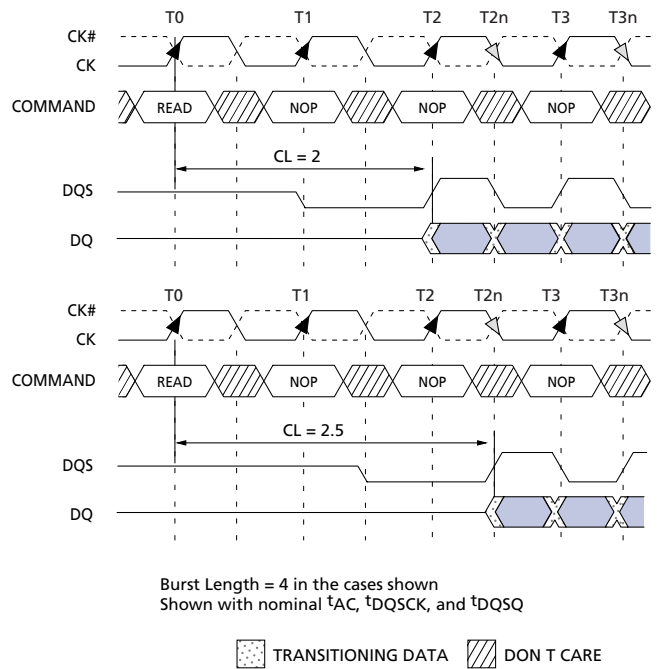 T0 T1 T2 T2n T3 T3n
CK#
CK
COMMAND READ NOP NOP NOP
CL = 2
DQS
DQ
T0 T1 T2 T2n T3 T3n
CK#
CK
COMMAND READ NOP NOP NOP
CL = 2.5
DQS
DQ
Burst Length = 4 in the cases shown
Shown with nominal tAC, tDQSCK, and tDQSQ
TRANSITIONING DATA DON T CARE